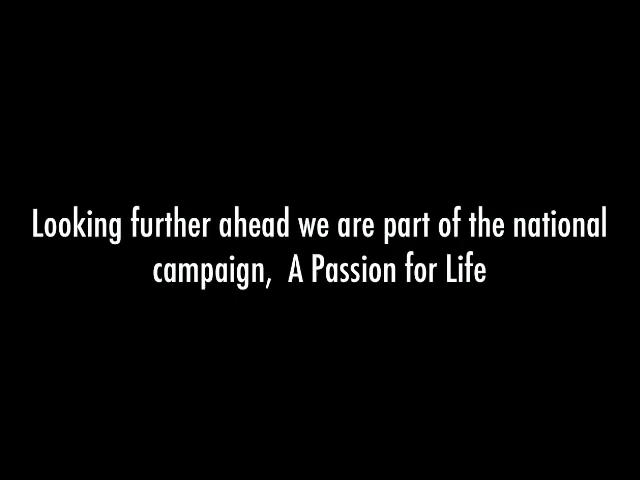 Looking further ahead we are part of the national
campaign,  A Passion for Life